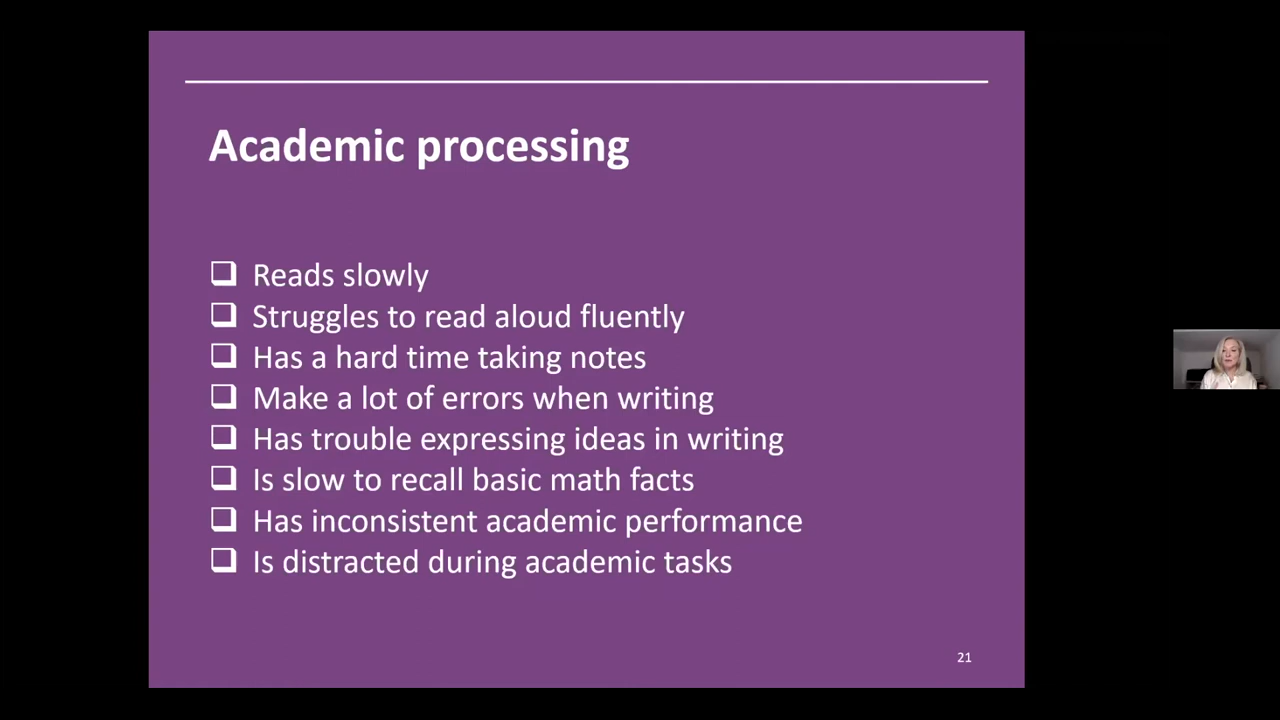 Academic processing
Reads slowly
Struggles to read aloud fluently
Has a hard time taking notes
Make a lot of errors when writing
Has trouble expressing ideas in writing
Is slow to recall basic math facts
Has inconsistent academic performance
Is distracted during academic tasks
21